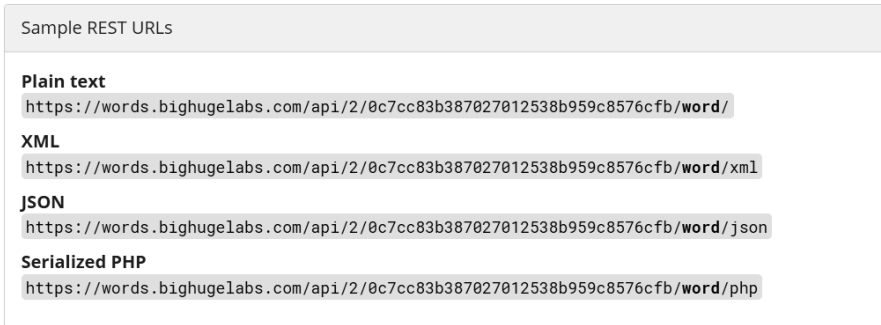 Sample REST URLs
Plain text
https://words.bighugelabs.com/api/2/0c7cc83b387027012538b959c8576cfb/word/
XML
https://words.bighugelabs.com/api/2/0c7cc83b387027012538b959c8576cfb/word/xml
JSON
https://words.bighugelabs.com/api/2/0c7cc83b387027012538b959c8576cfb/word/json
Serialized PHP
https://words.bighugelabs.com/api/2/0c7cc83b387027012538b959c8576cfb/word/php